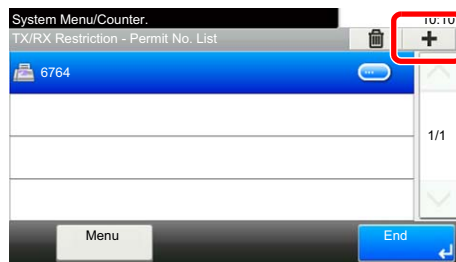 System Menu/Counter.
10:10
TX/RX Restriction - Permit No. List
6764
1/1
Menu
End